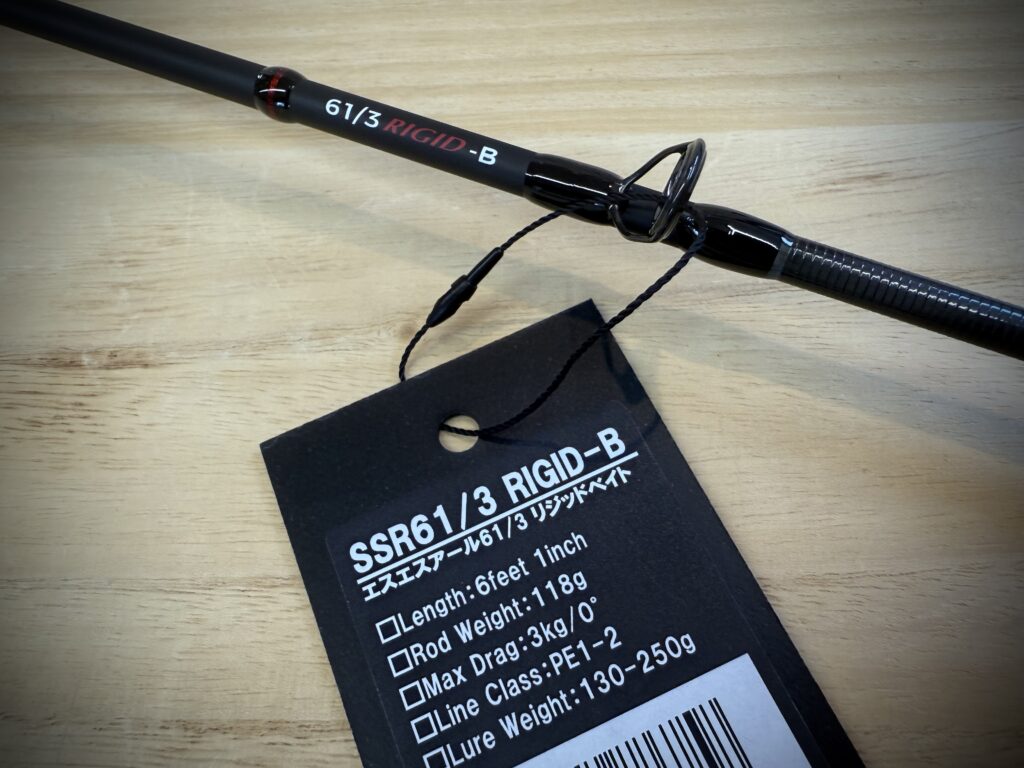 61/3 RIGID -B
SSR61/3 RIGID-B
エスエスアール61/3 リジッドベイト
□Length:6feet 1inch
□Rod Weight:118g
□Max Drag:3kg/0°
□Line Class:PE1-2
□Lure Weight:130-250g